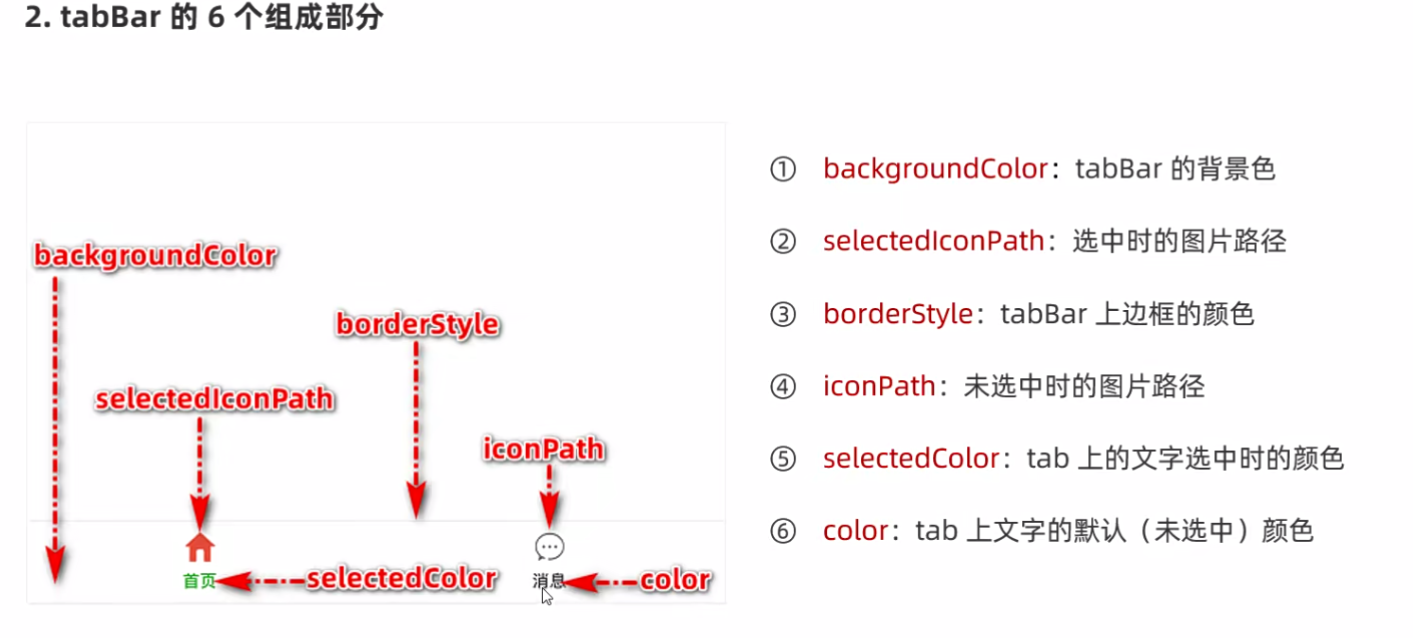 2. tabBar 的 6 个组成部分
backgroundColor
borderStyle
selectedIconPath
iconPath
首页
selectedColor
消息
color
① backgroundColor：tabBar 的背景色
② selectedIconPath：选中时的图片路径
③ borderStyle：tabBar 上边框的颜色
④ iconPath：未选中时的图片路径
⑤ selectedColor：tab 上的文字选中时的颜色
⑥ color：tab 上文字的默认（未选中）颜色